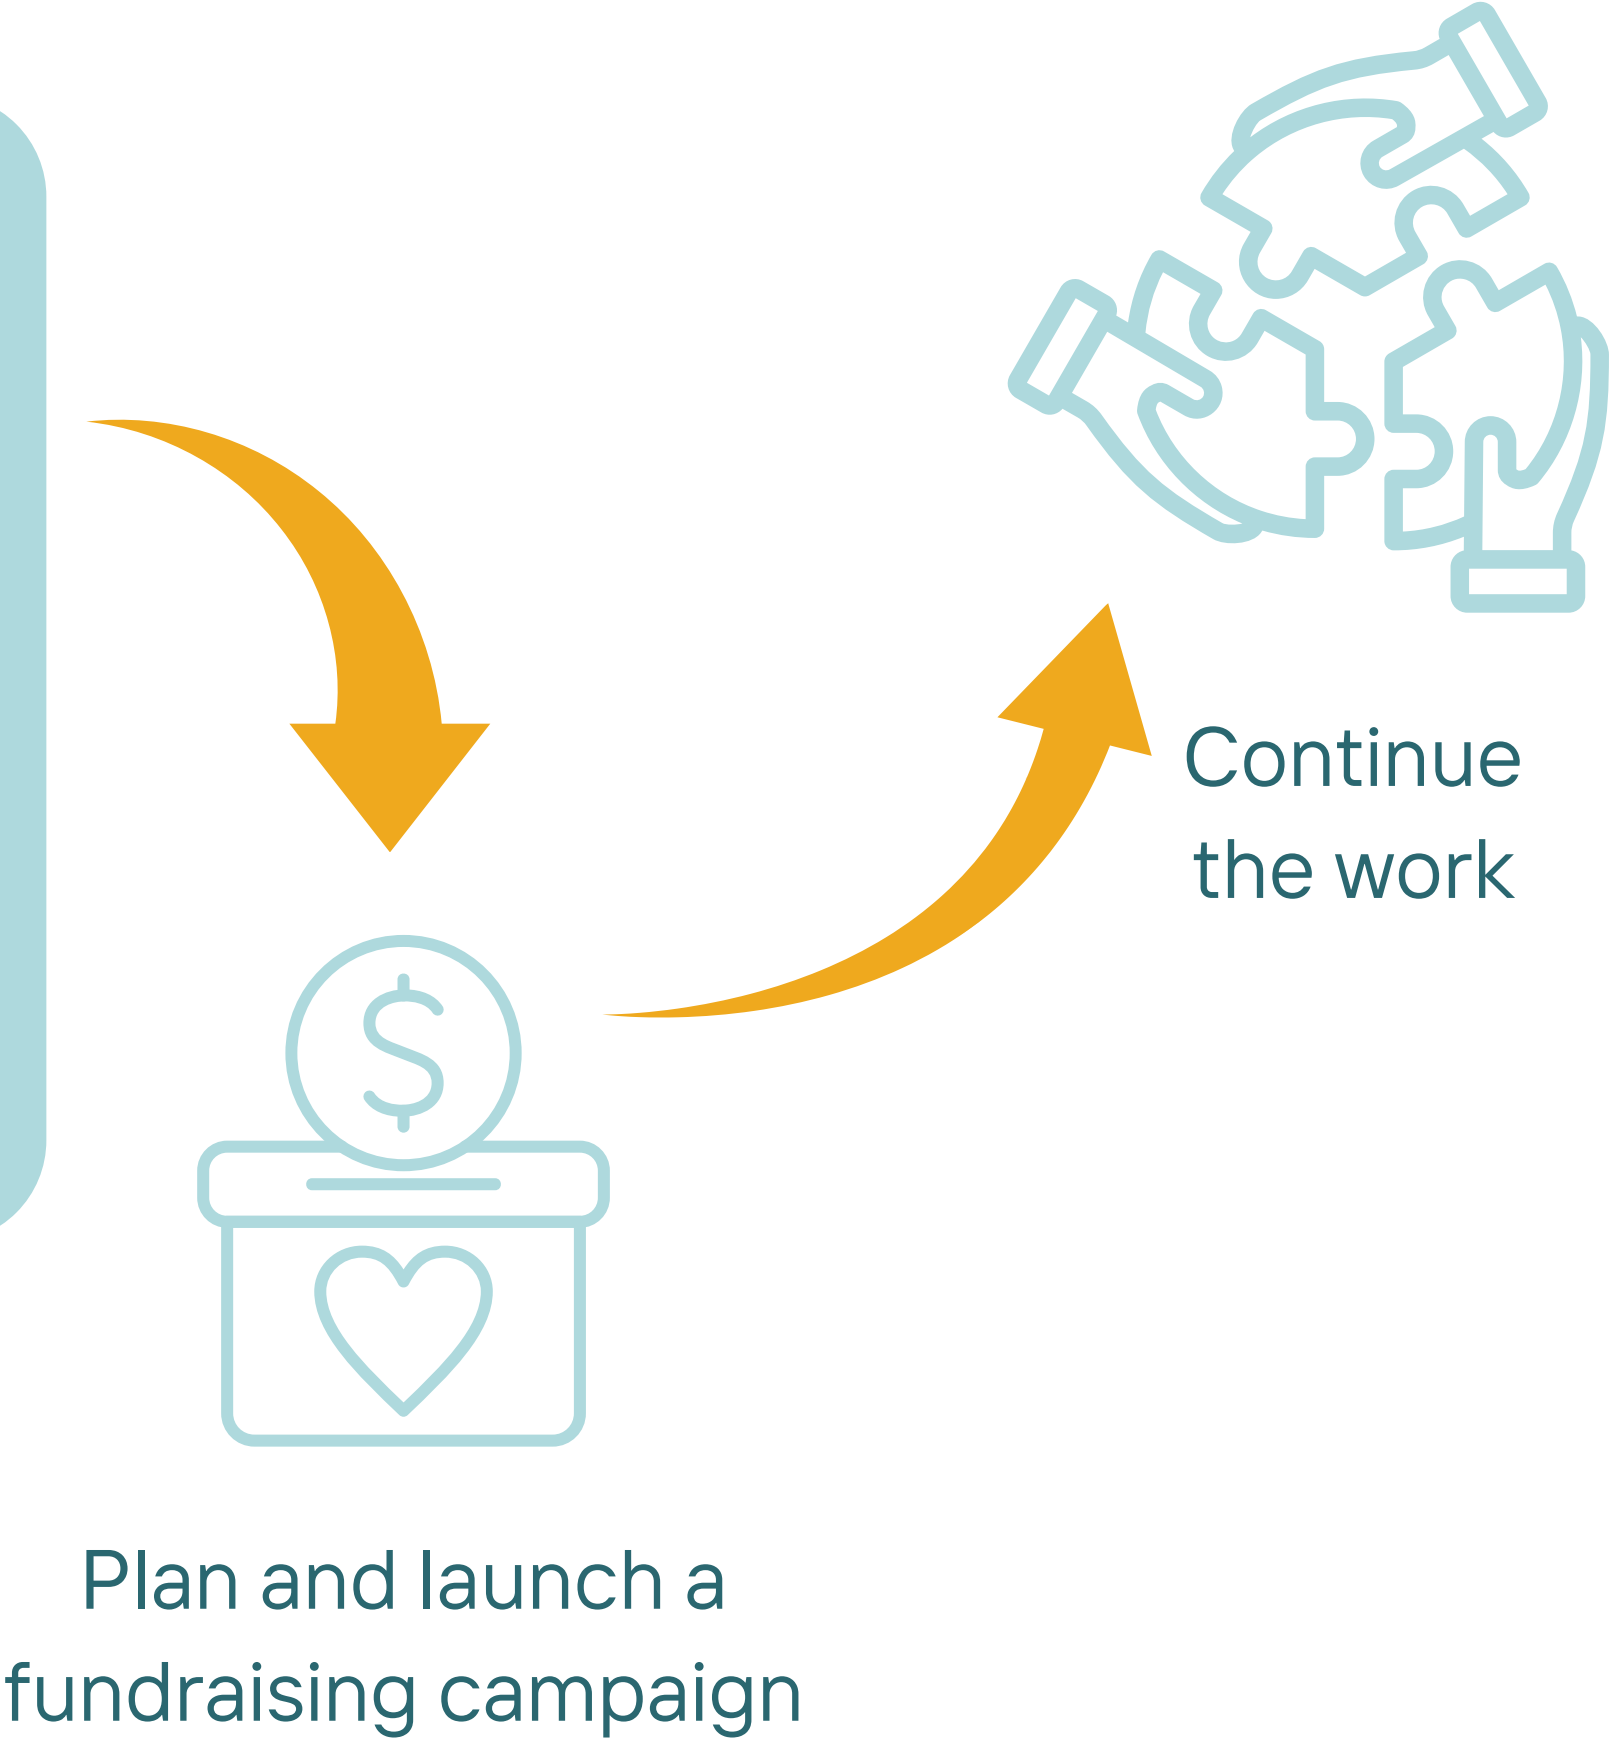 Continue
the work
$
Plan and launch a
fundraising campaign